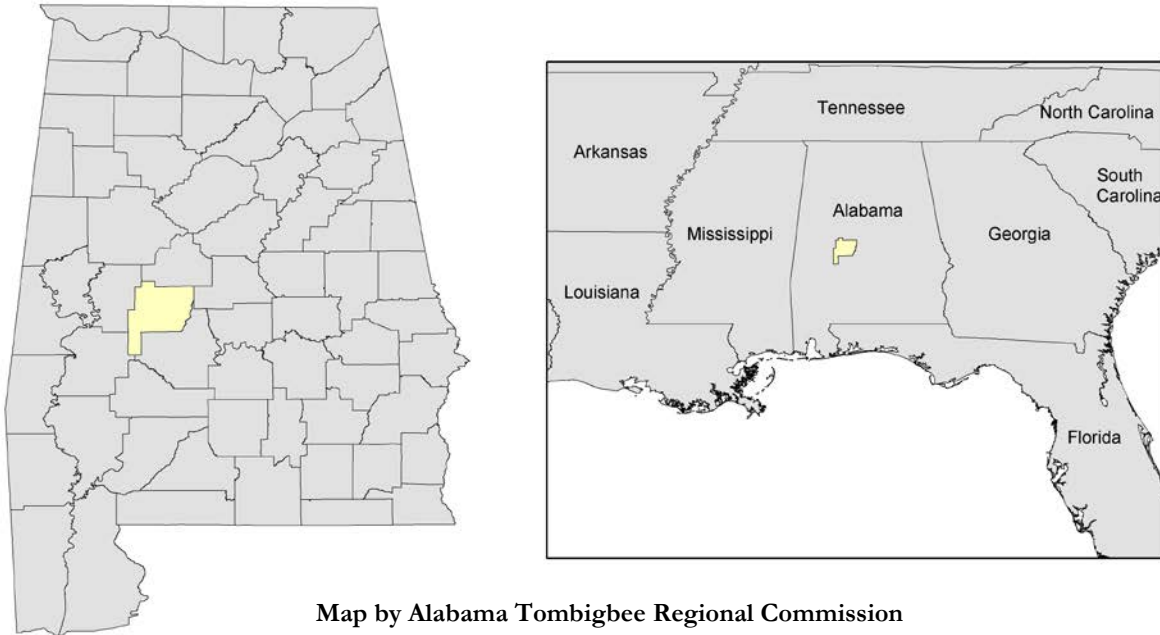 Tennessee
North Carolina
Arkansas
South
Carolina
Alabama
Mississippi
Georgia
Louisiana
Florida
Map by Alabama Tombigbee Regional Commission